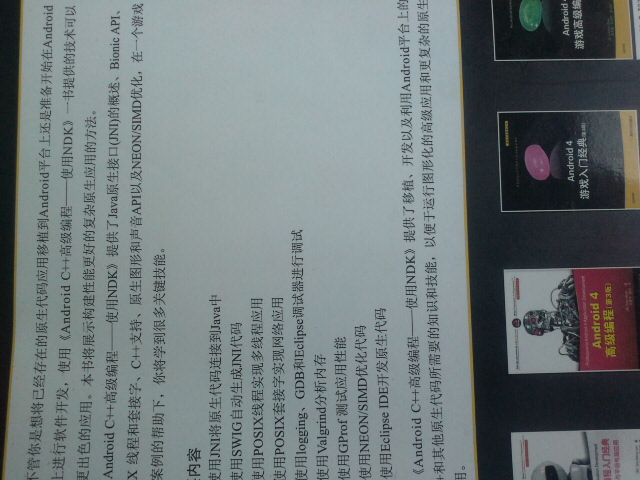 不管你是想将已经存在的原生代码应用移植到Android平台上还是准备开始在Android
上进行软件开发，使用《Android C++高级编程——使用NDK》一书提供的技术可以
更出色的应用。本书将展示构建性能更好的复杂原生应用的方法。
Android C++高级编程——使用NDK》提供了Java原生接口(JNI)的概述、Bionic API、
X 线程和套接字、C++支持、原生图形和声音API以及NEON/SIMD优化，在一个游戏
案例的帮助下，你将学到很多关键技能。
内容
使用JNI将原生代码连接到Java中
使用SWIG自动生成JNI代码
使用POSIX线程实现多线程应用
使用POSIX套接字实现网络应用
使用logging、GDB和Eclipse调试器进行调试
使用Valgrind分析内存
使用GProf 测试应用性能
使用NEON/SIMD优化代码
使用Eclipse IDE开发原生代码
《Android C++高级编程——使用NDK》提供了移植、开发以及利用Android平台上的
+和其他原生代码所需要的知识和技能，以便于运行图形化的高级应用和更复杂的原生
用。
Android
游戏高级编
Android 4
游戏入门经典
Android 4
高级编程(第3版)